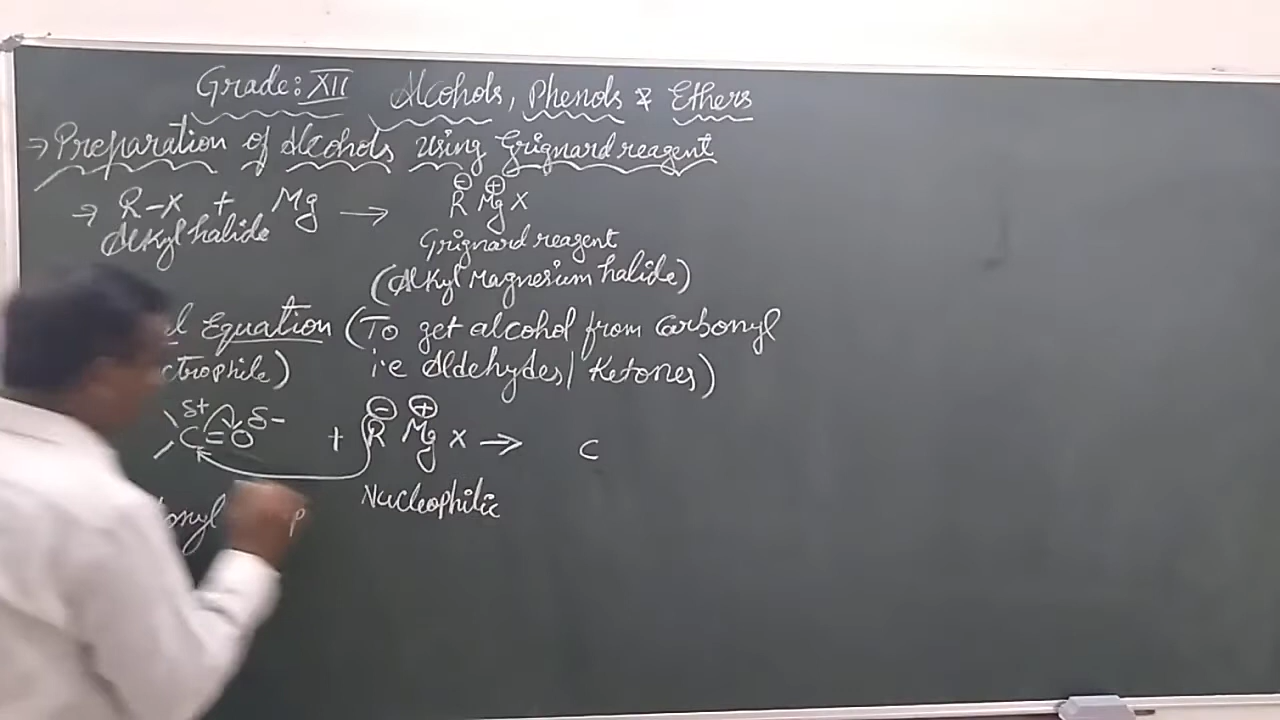 Grade: XII Alcohols, Phenols & Ethers
→ Preparation of Alcohols Using Grignard reagent
→ R-X + Mg → R⊖ Mg⊕ X
Alkyl halide
Grignard reagent
(Alkyl Magnesium halide)
Equation (To get alcohol from Carbonyl
i.e Aldehydes/ Ketones)
δ+ δ- ⊖ ⊕
C=O + R Mg X → C
Nucleophilic